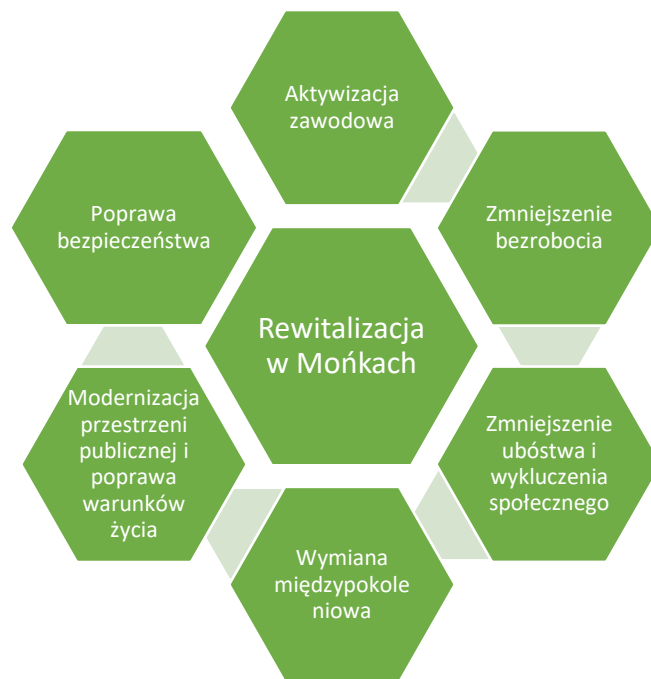 Aktywizacja
zawodowa
Zmniejszenie
bezrobocia
Zmniejszenie
ubóstwa i
wykluczenia
społecznego
Wymiana
międzypokole
niowa
Modernizacja
przestrzeni
publicznej i
poprawa
warunków
życia
Poprawa
bezpieczeństwa
Rewitalizacja
w Mońkach